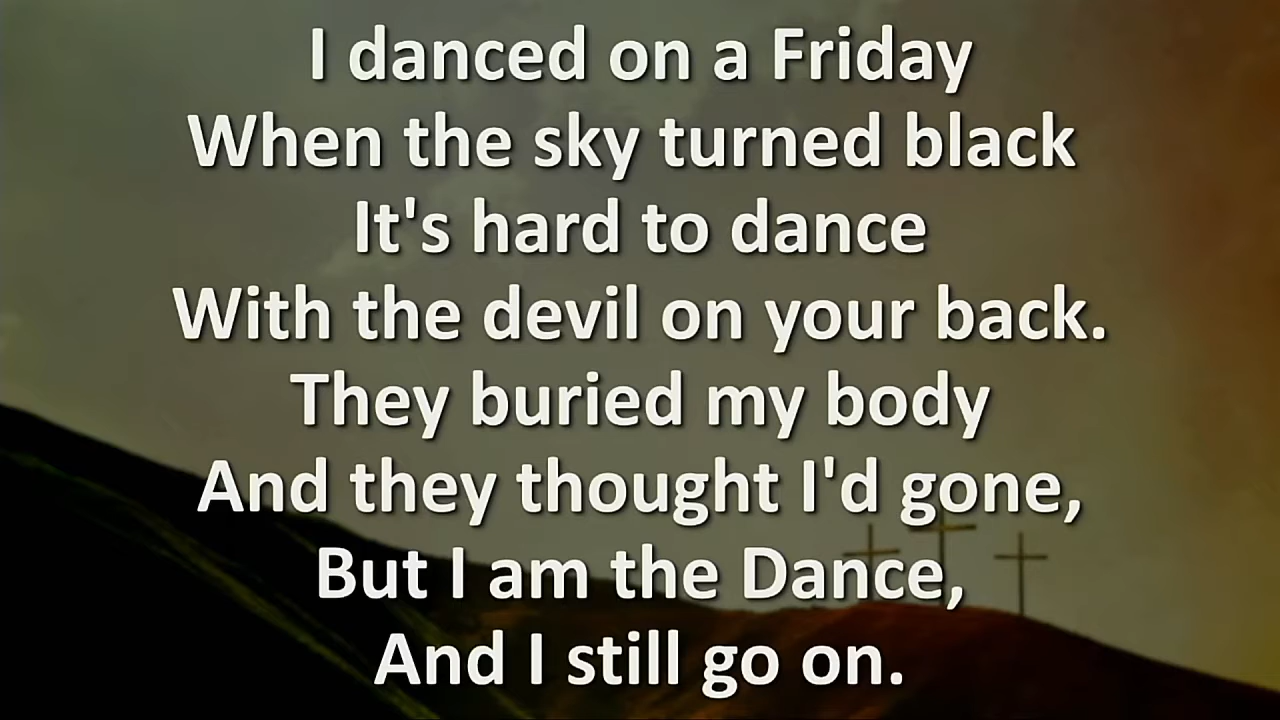 I danced on a Friday
When the sky turned black
It's hard to dance
With the devil on your back.
They buried my body
And they thought I'd gone,
But I am the Dance,
And I still go on.